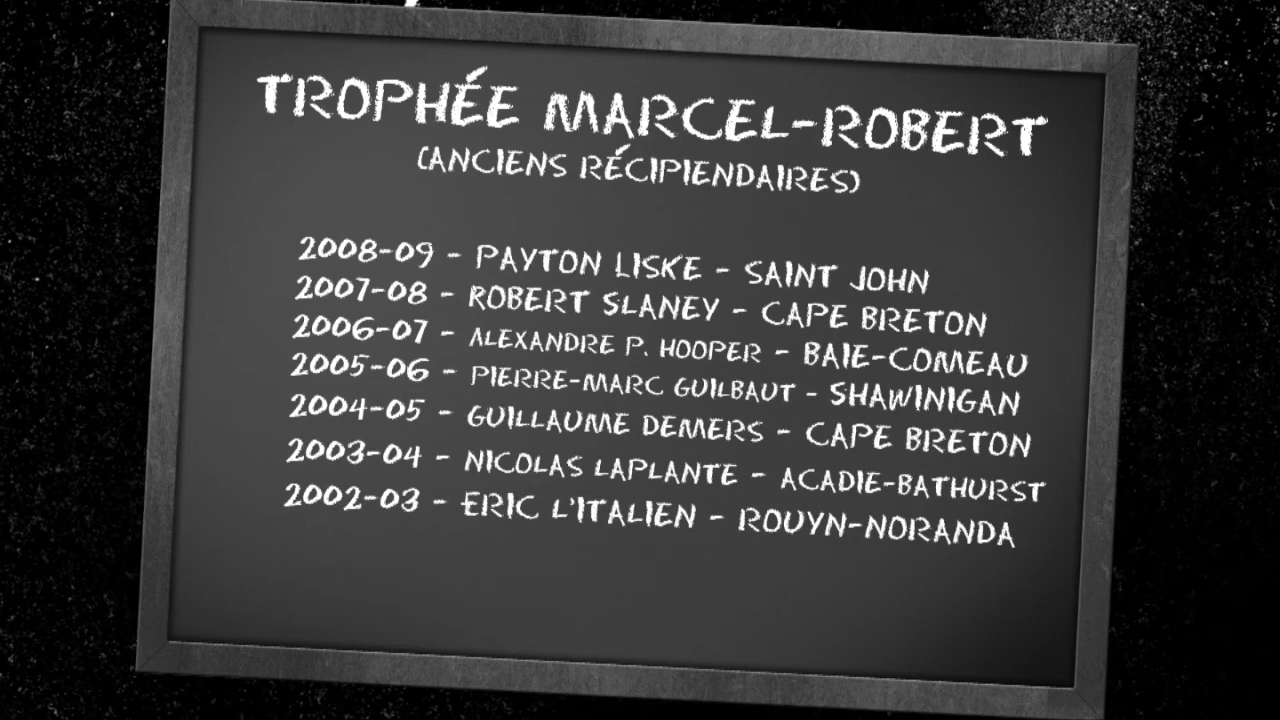 TROPHÉE MARCEL-ROBERT
(ANCIENS RÉCIPIENDAIRES)
2008-09 - PAYTON LISKE - SAINT JOHN
2007-08 - ROBERT SLANEY - CAPE BRETON
2006-07 - ALEXANDRE P. HOOPER - BAIE-COMEAU
2005-06 - PIERRE-MARC GUILBAUT - SHAWINIGAN
2004-05 - GUILLAUME DEMERS - CAPE BRETON
2003-04 - NICOLAS LAPLANTE - ACADIE-BATHURST
2002-03 - ERIC L'ITALIEN - ROUYN-NORANDA